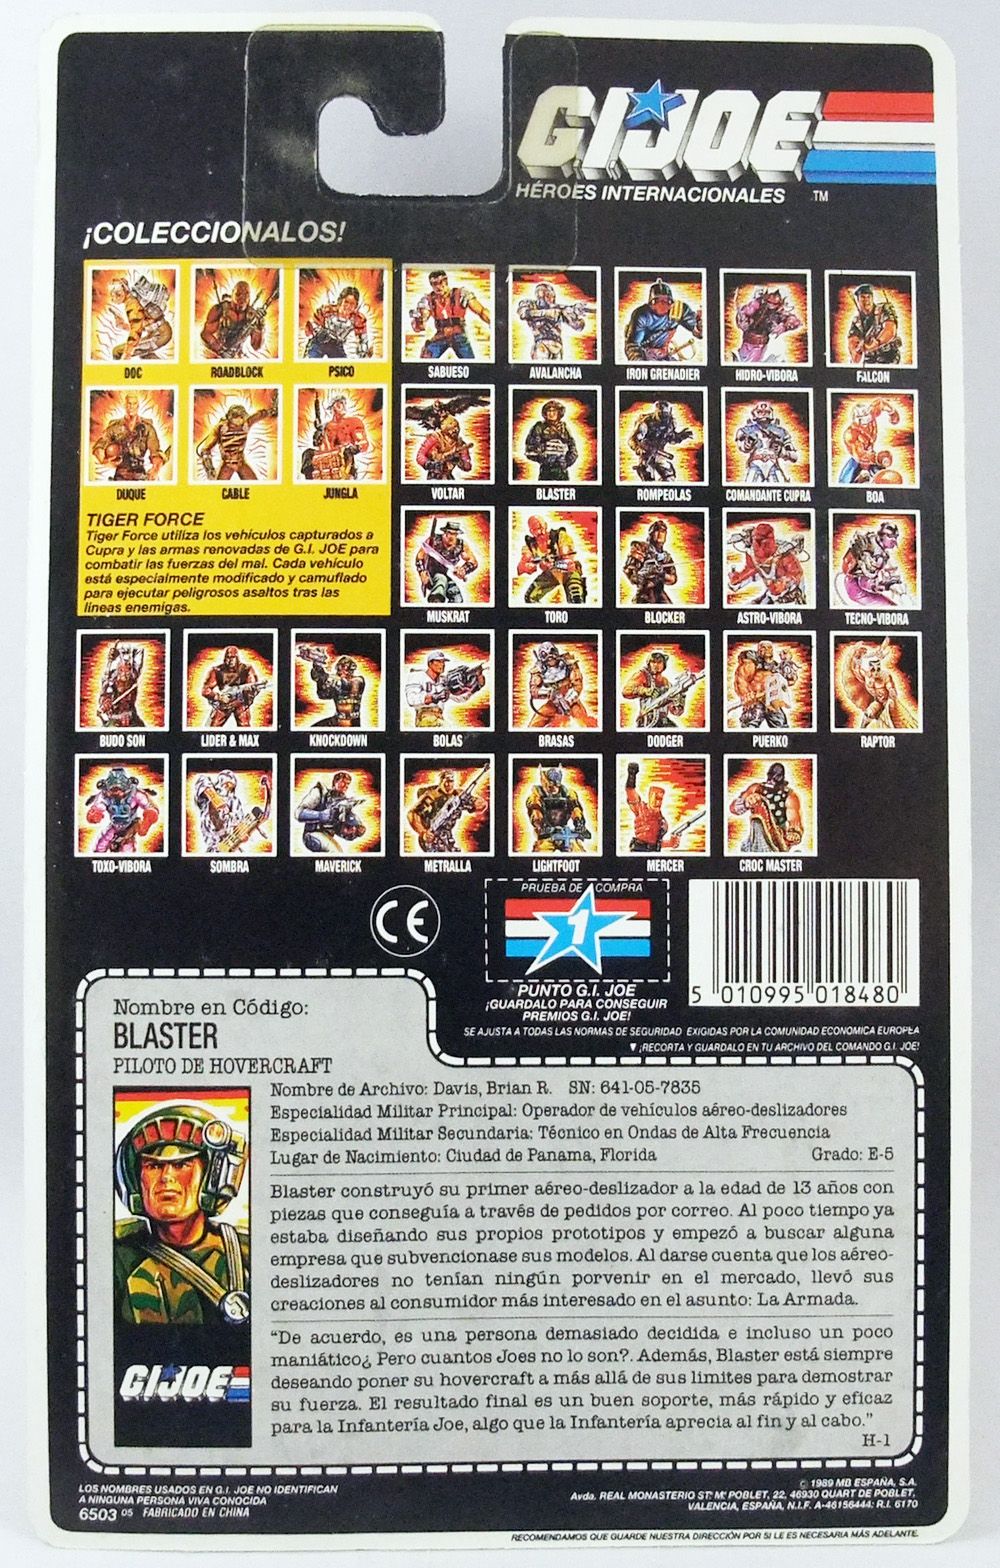 G.I. JOE
HÉROES INTERNACIONALES ™
¡COLECCIONALOS!
DOC ROADBLOCK PSICO SABUESO AVALANCHA IRON GRENADIER HIDRO-VIBORA FALCON
DUQUE CABLE JUNGLA VOLTAR BLASTER ROMPEOLAS COMANDANTE CUPRA BOA
TIGER FORCE
Tiger Force utiliza los vehículos capturados a
Cupra y las armas renovadas de G.I. JOE para
combatir las fuerzas del mal. Cada vehículo
está especialmente modificado y camuflado
para ejecutar peligrosos asaltos tras las
líneas enemigas.
MUSKRAT TORO BLOCKER ASTRO-VIBORA TECNO-VIBORA
BUDO SON LIDER & MAX KNOCKDOWN BOLAS BRASAS DODGER PUERKO RAPTOR
TOXO-VIBORA SOMBRA MAVERICK METRALLA LIGHTFOOT MERCER CROC MASTER
CE
PRUEBA DE COMPRA
1
PUNTO G.I. JOE
¡GUARDALO PARA CONSEGUIR
PREMIOS G.I. JOE!
5 010995 018480
SE AJUSTA A TODAS LAS NORMAS DE SEGURIDAD EXIGIDAS POR LA COMUNIDAD ECONOMICA EUROPEA
▼ ¡RECORTA Y GUARDALO EN TU ARCHIVO DEL COMANDO G.I. JOE!
Nombre en Código:
BLASTER
PILOTO DE HOVERCRAFT
Nombre de Archivo: Davis, Brian R. SN: 641-05-7835
Especialidad Militar Principal: Operador de vehículos aéreo-deslizadores
Especialidad Militar Secundaria: Técnico en Ondas de Alta Frecuencia
Lugar de Nacimiento: Ciudad de Panama, Florida Grado: E-5
Blaster construyó su primer aéreo-deslizador a la edad de 13 años con
piezas que conseguía a través de pedidos por correo. Al poco tiempo ya
estaba diseñando sus propios prototipos y empezó a buscar alguna
empresa que subvencionase sus modelos. Al darse cuenta que los aéreo-
deslizadores no tenían ningún porvenir en el mercado, llevó sus
creaciones al consumidor más interesado en el asunto: La Armada.
"De acuerdo, es una persona demasiado decidida e incluso un poco
maniático¿ Pero cuantos Joes no lo son?. Además, Blaster está siempre
deseando poner su hovercraft a más allá de sus limites para demostrar
su fuerza. El resultado final es un buen soporte, más rápido y eficaz
para la Infantería Joe, algo que la Infantería aprecia al fin y al cabo."
H-1
G.I. JOE
LOS NOMBRES USADOS EN G.I. JOE NO IDENTIFICAN
A NINGUNA PERSONA VIVA CONOCIDA
6503 05 FABRICADO EN CHINA
© 1989 MB ESPAÑA, S.A.
Avda. REAL MONASTERIO STª Mª POBLET, 22, 46930 QUART DE POBLET,
VALENCIA, ESPAÑA, N.I.F. A-46156444: R.I. 6170
RECOMENDAMOS QUE GUARDE NUESTRA DIRECCIÓN POR SI LE ES NECESARIA MÁS ADELANTE.